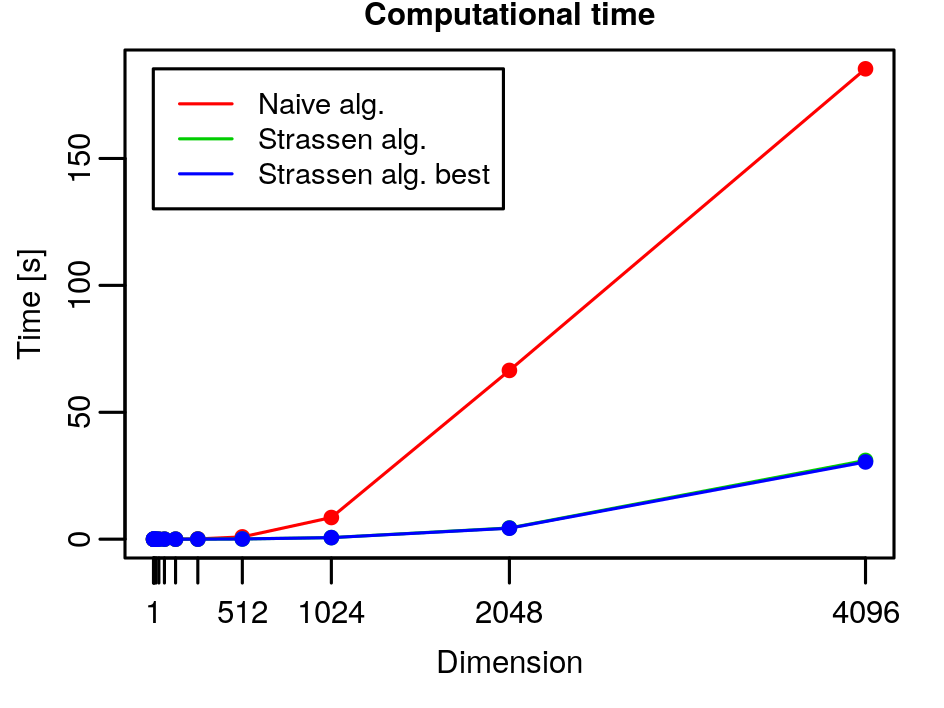 Computational time
Naive alg.
Strassen alg.
Strassen alg. best
Time [s]
150
100
50
0
1 512 1024 2048 4096
Dimension